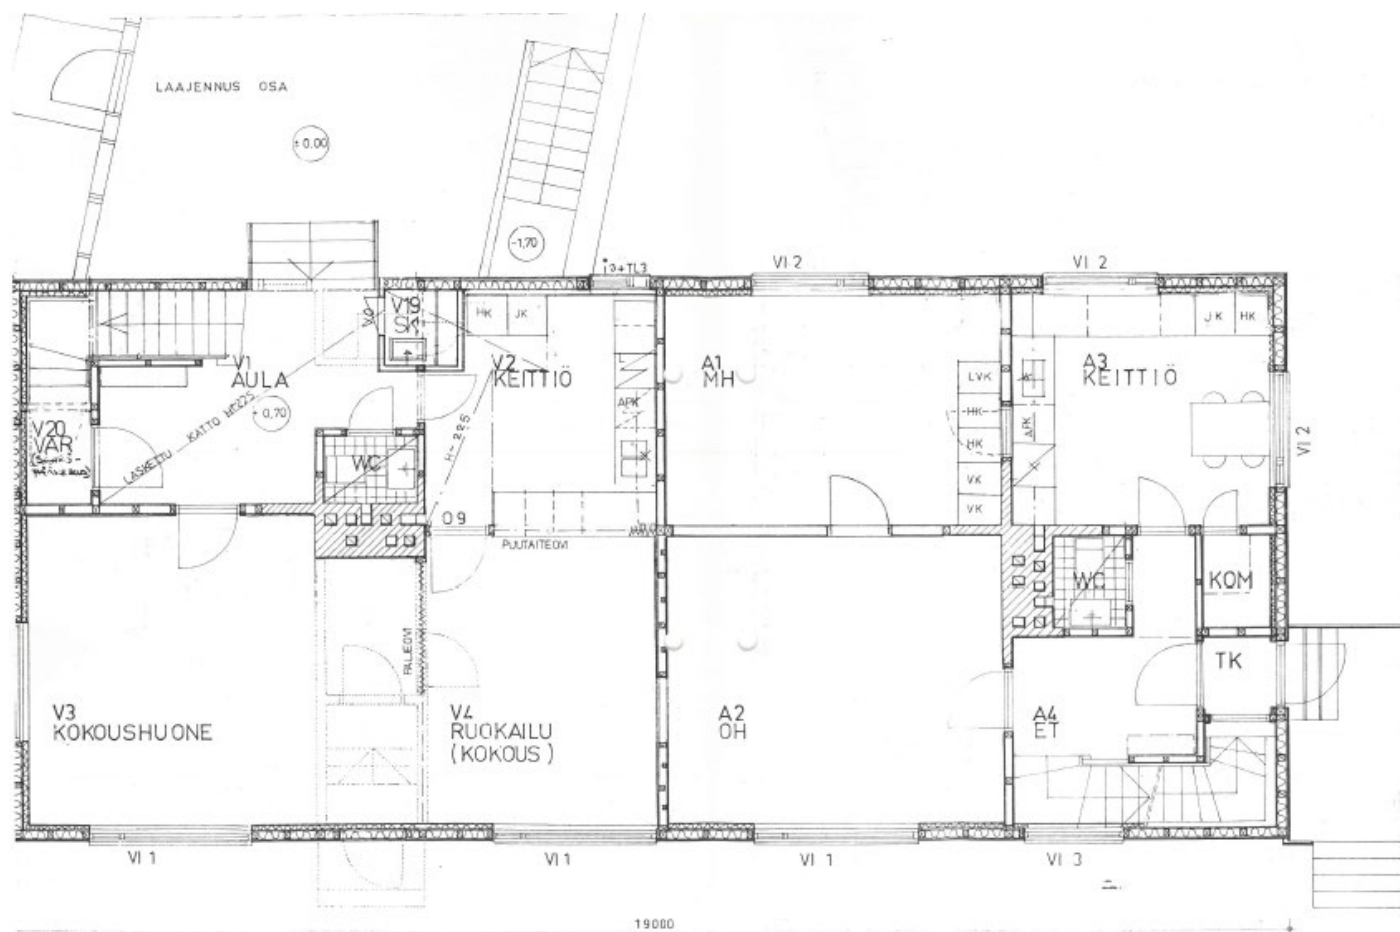 LAAJENNUS OSA
± 0.00
-1,70
VI 2
VI 2
V19
SK
HK
JK
V1
AULA
+ 0,70
LASKETTU KATTO H=225
V2
KEITTIÖ
H= 225
APK
A1
MH
LVK
HK
HK
VK
VK
A3
KEITTIÖ
JK
HK
APK
VI 2
V20
VAR
WC
09
PUUTAITEOVI
WC
KOM
PALJEOVI
TK
V3
KOKOUSHUONE
V4
RUOKAILU
(KOKOUS)
A2
OH
A4
ET
VI 1
VI 1
VI 1
VI 3
19000